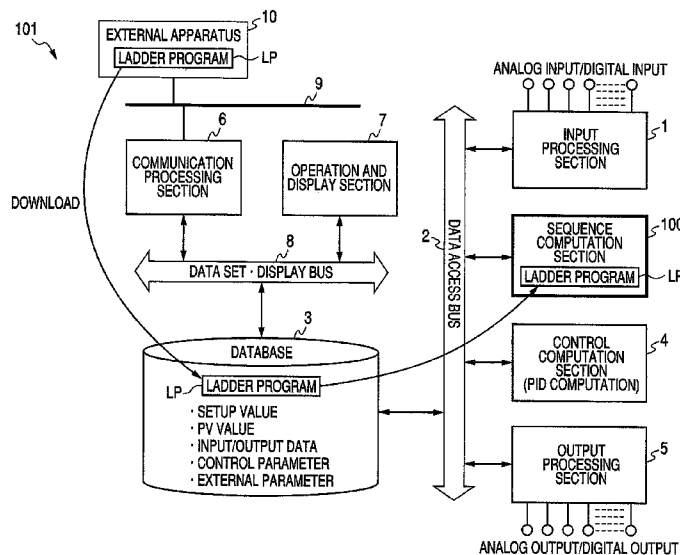 101
10
EXTERNAL APPARATUS
LADDER PROGRAM
LP
9
6
COMMUNICATION
PROCESSING
SECTION
7
OPERATION AND
DISPLAY SECTION
DOWNLOAD
8
DATA SET · DISPLAY BUS
3
DATABASE
LP
LADDER PROGRAM
· SETUP VALUE
· PV VALUE
· INPUT/OUTPUT DATA
· CONTROL PARAMETER
· EXTERNAL PARAMETER
2
DATA ACCESS BUS
ANALOG INPUT/DIGITAL INPUT
INPUT
PROCESSING
SECTION
1
100
SEQUENCE
COMPUTATION
SECTION
LADDER PROGRAM
LP
CONTROL
COMPUTATION
SECTION
(PID COMPUTATION)
4
OUTPUT
PROCESSING
SECTION
5
ANALOG OUTPUT/DIGITAL OUTPUT